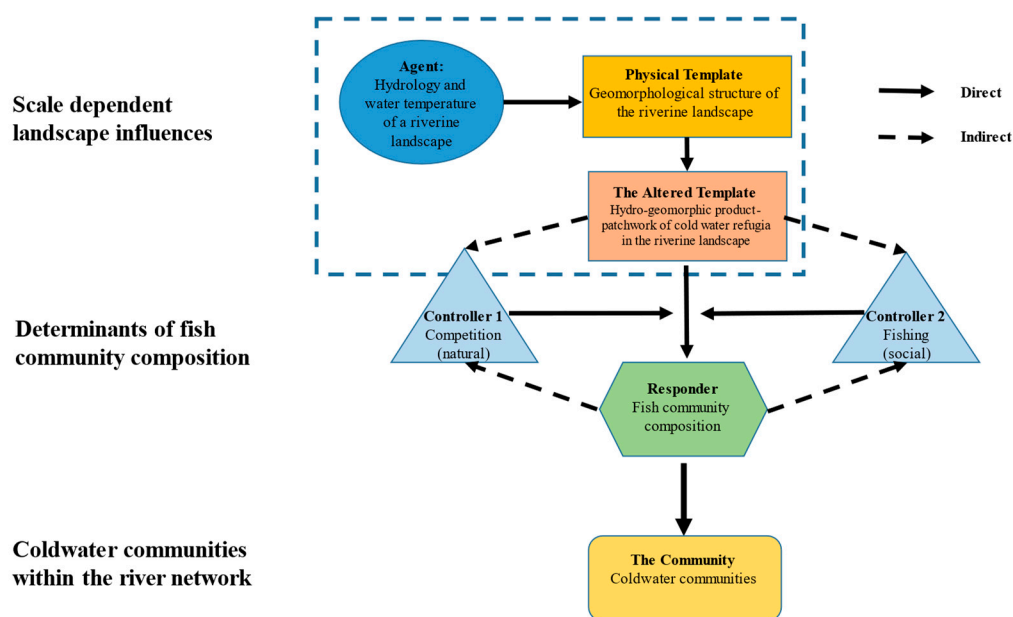 Scale dependent
landscape influences
Agent:
Hydrology and
water temperature
of a riverine
landscape
Physical Template
Geomorphological structure of
the riverine landscape
Direct
Indirect
The Altered Template
Hydro-geomorphic product-
patchwork of cold water refugia
in the riverine landscape
Determinants of fish
community composition
Controller 1
Competition
(natural)
Controller 2
Fishing
(social)
Responder
Fish community
composition
Coldwater communities
within the river network
The Community
Coldwater communities